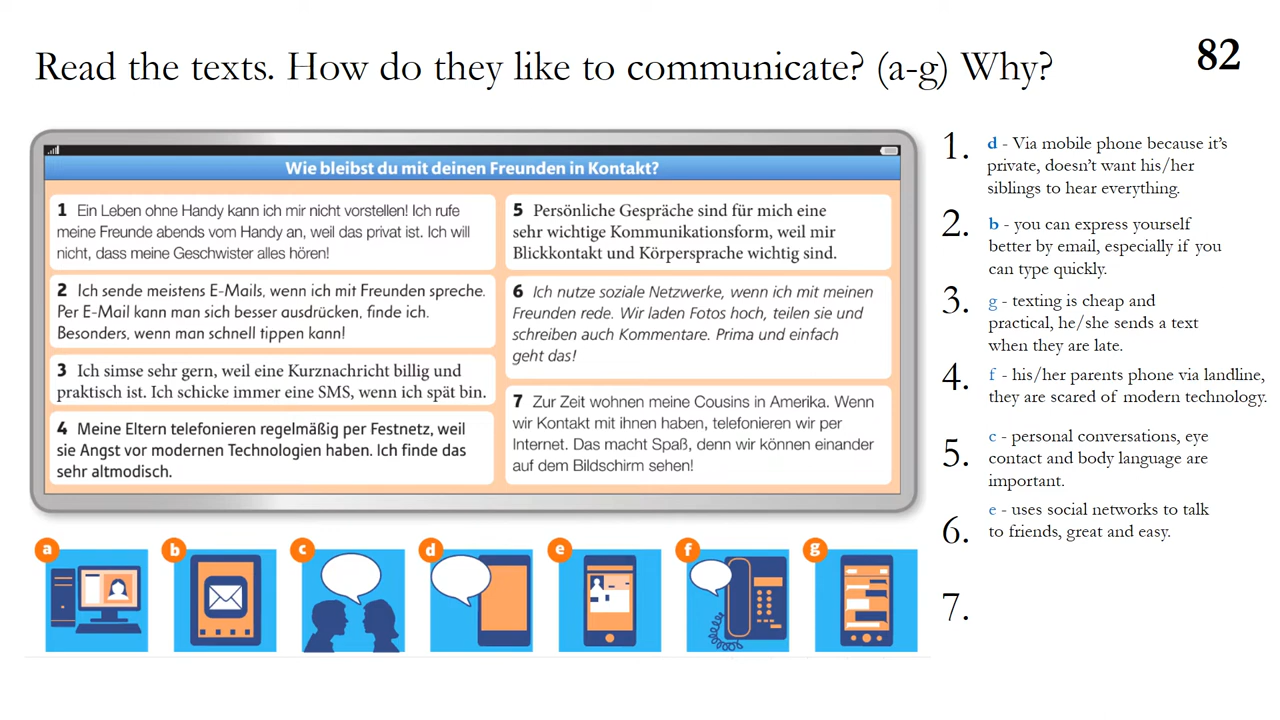 Read the texts. How do they like to communicate? (a-g) Why?
82
Wie bleibst du mit deinen Freunden in Kontakt?
1 Ein Leben ohne Handy kann ich mir nicht vorstellen! Ich rufe
meine Freunde abends vom Handy an, weil das privat ist. Ich will
nicht, dass meine Geschwister alles hören!
2 Ich sende meistens E-Mails, wenn ich mit Freunden spreche.
Per E-Mail kann man sich besser ausdrücken, finde ich.
Besonders, wenn man schnell tippen kann!
3 Ich simse sehr gern, weil eine Kurznachricht billig und
praktisch ist. Ich schicke immer eine SMS, wenn ich spät bin.
4 Meine Eltern telefonieren regelmäßig per Festnetz, weil
sie Angst vor modernen Technologien haben. Ich finde das
sehr altmodisch.
5 Persönliche Gespräche sind für mich eine
sehr wichtige Kommunikationsform, weil mir
Blickkontakt und Körpersprache wichtig sind.
6 Ich nutze soziale Netzwerke, wenn ich mit meinen
Freunden rede. Wir laden Fotos hoch, teilen sie und
schreiben auch Kommentare. Prima und einfach
geht das!
7 Zur Zeit wohnen meine Cousins in Amerika. Wenn
wir Kontakt mit ihnen haben, telefonieren wir per
Internet. Das macht Spaß, denn wir können einander
auf dem Bildschirm sehen!
a
b
c
d
e
f
g
1. d - Via mobile phone because it's
private, doesn't want his/her
siblings to hear everything.
2. b - you can express yourself
better by email, especially if you
can type quickly.
3. g - texting is cheap and
practical, he/she sends a text
when they are late.
4. f - his/her parents phone via landline,
they are scared of modern technology.
5. c - personal conversations, eye
contact and body language are
important.
6. e - uses social networks to talk
to friends, great and easy.
7.